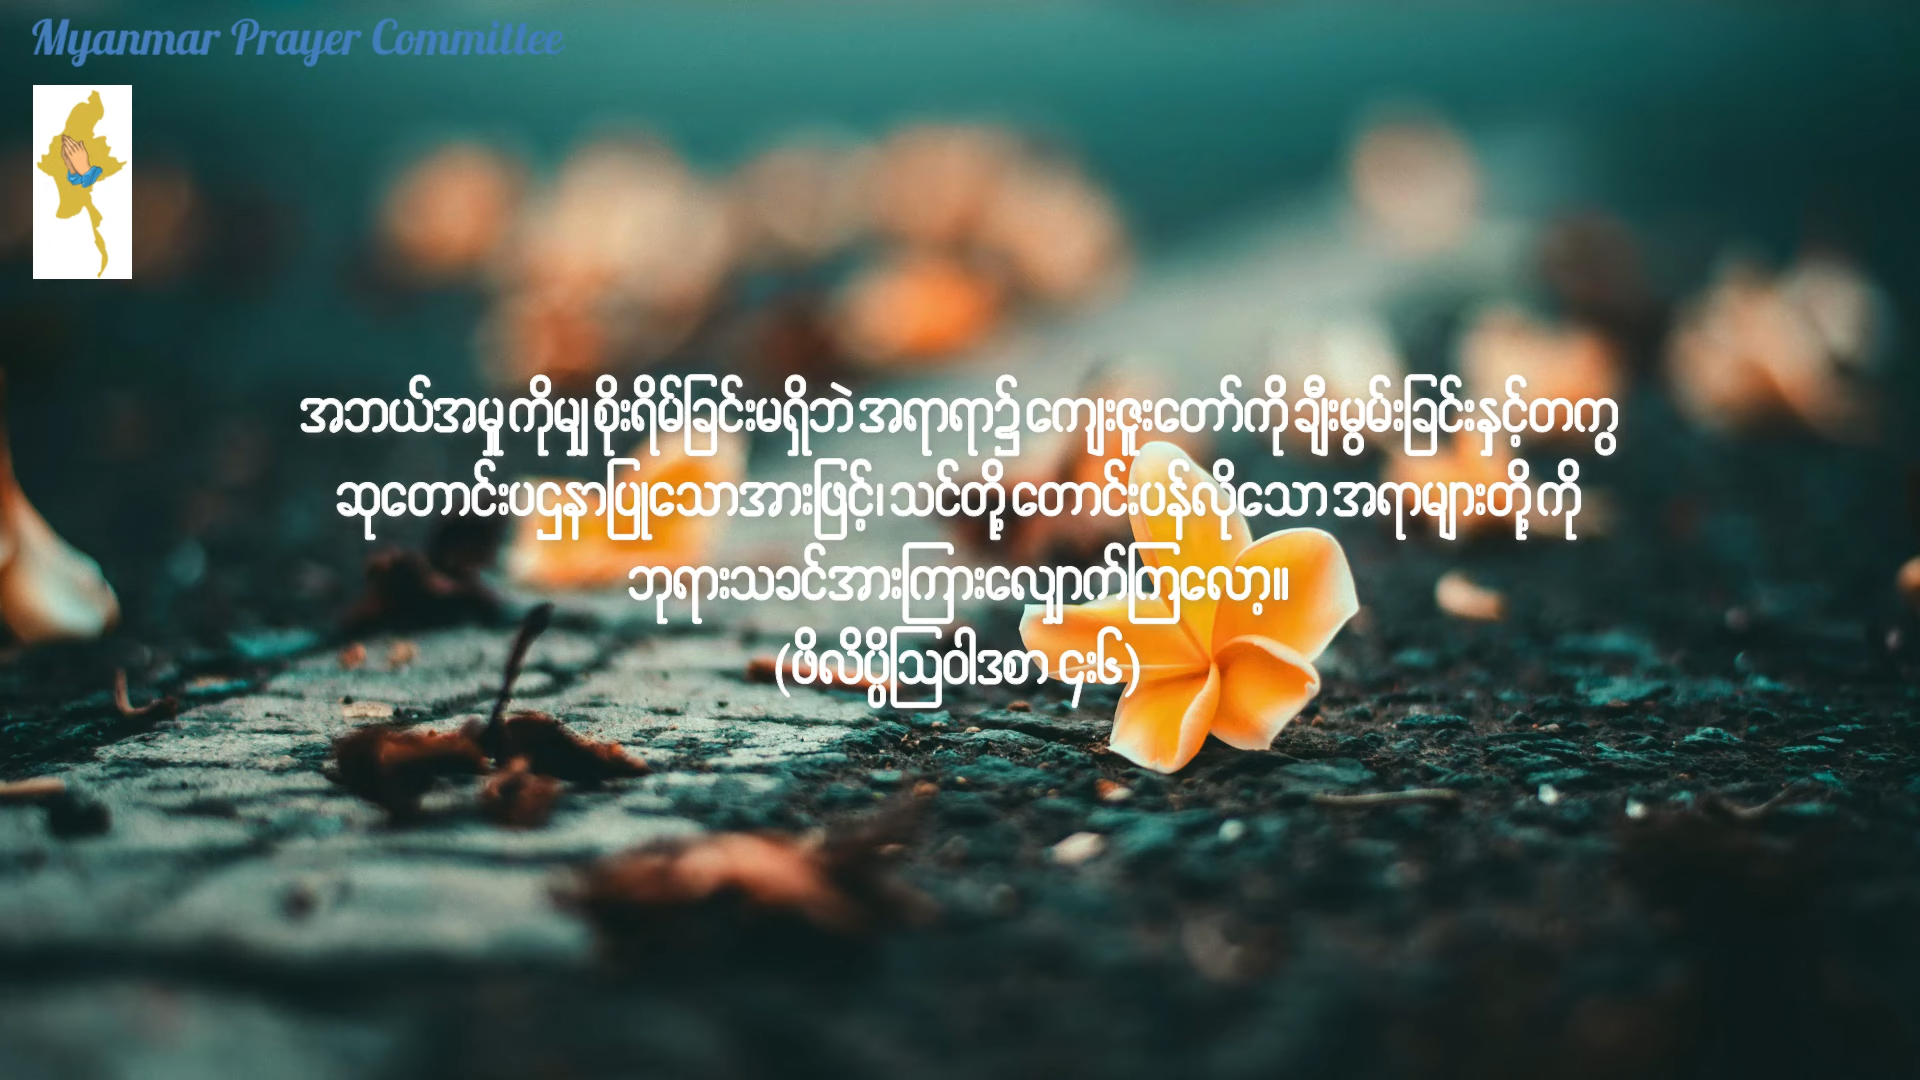 Myanmar Prayer Committee
အဘယ်အမှုကိုမျှ စိုးရိမ်ခြင်းမရှိဘဲ အရာရာ၌ ကျေးဇူးတော်ကို ချီးမွမ်းခြင်းနှင့်တကွ
ဆုတောင်းပဌနာပြုသောအားဖြင့်၊ သင်တို့ တောင်းပန်လိုသော အရာများတို့ ကို
ဘုရားသခင်အားကြားလျှောက်ကြလော့။
(ဖိလိပ္ပိဩဝါဒစာ ၄း၆)